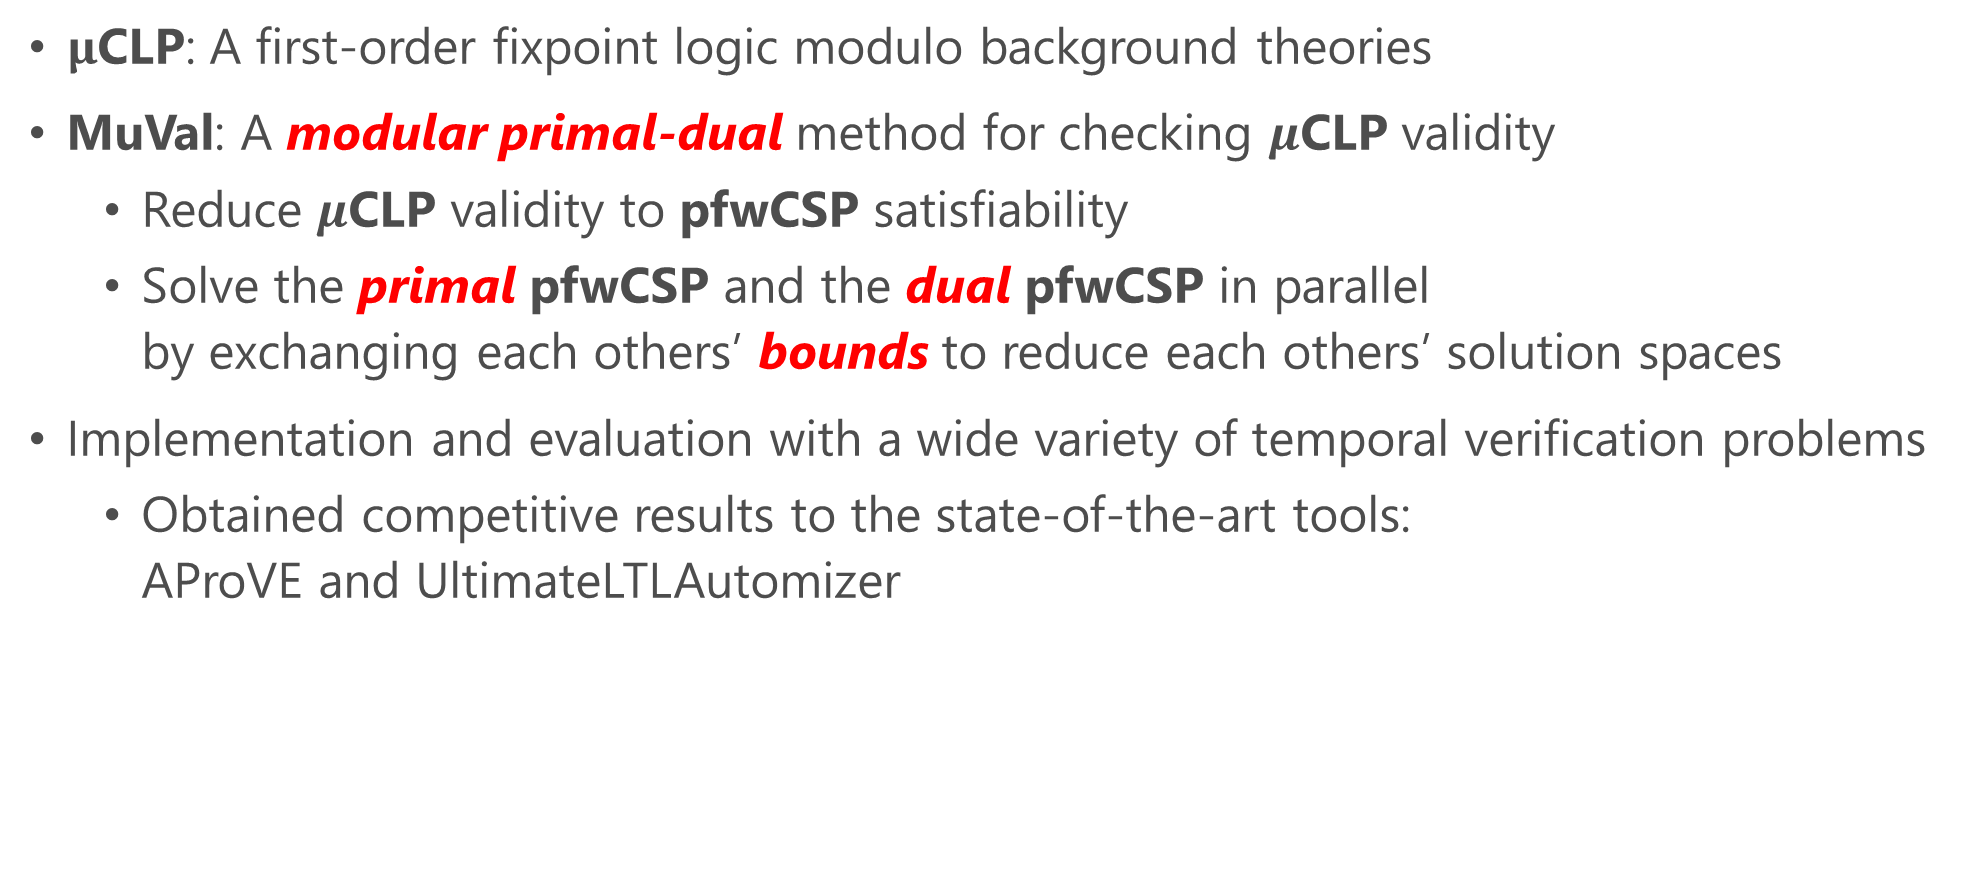 • µCLP: A first-order fixpoint logic modulo background theories
• MuVal: A modular primal-dual method for checking 𝝁CLP validity
• Reduce 𝝁CLP validity to pfwCSP satisfiability
• Solve the primal pfwCSP and the dual pfwCSP in parallel
by exchanging each others’ bounds to reduce each others’ solution spaces
• Implementation and evaluation with a wide variety of temporal verification problems
• Obtained competitive results to the state-of-the-art tools:
AProVE and UltimateLTLAutomizer